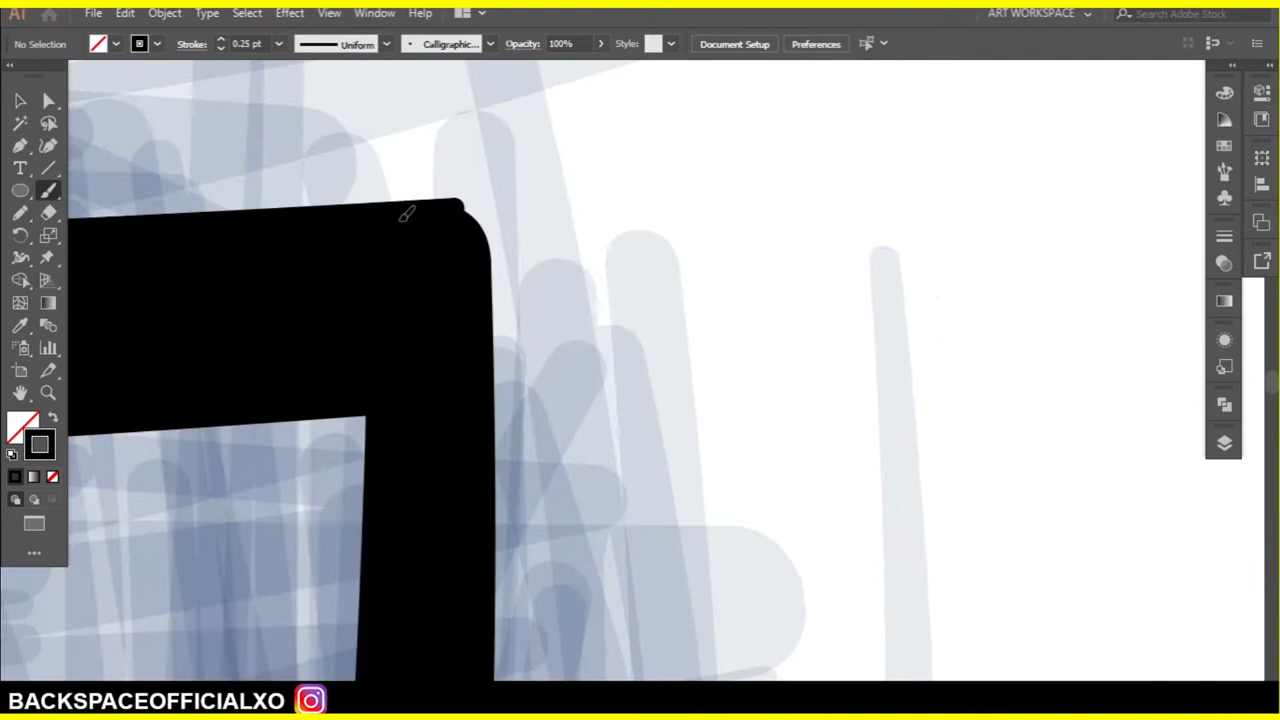 Ai File Edit Object Type Select Effect View Window Help ART WORKSPACE Search Adobe Stock
No Selection Stroke: 0.25 pt Uniform Calligraphic... Opacity: 100% Style: Document Setup Preferences
T
BACKSPACEOFFICIALXO